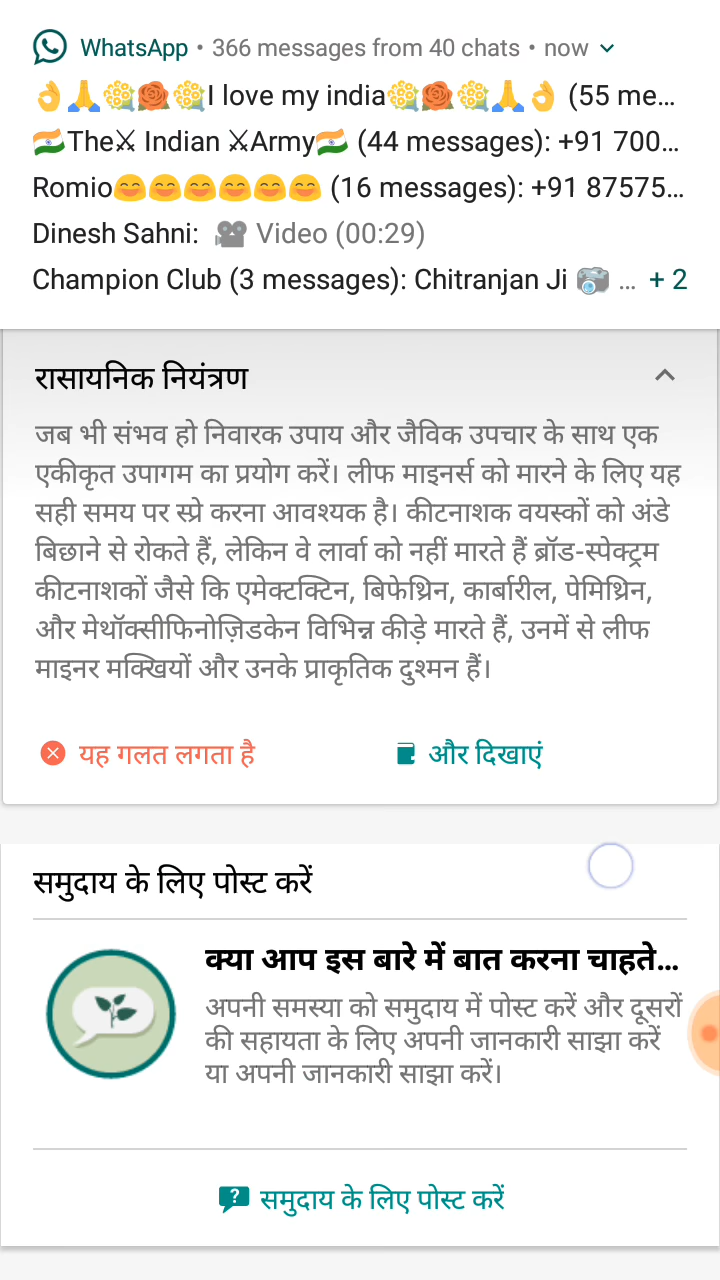 WhatsApp • 366 messages from 40 chats • now
👌🙏💐🌹💐I love my india💐🌹💐🙏👌 (55 me...
🇮🇳The⚔ Indian ⚔Army🇮🇳 (44 messages): +91 700...
Romio😄😄😄😄😄😄 (16 messages): +91 87575...
Dinesh Sahni: 🎥 Video (00:29)
Champion Club (3 messages): Chitranjan Ji 📷 ... + 2
रासायनिक नियंत्रण
जब भी संभव हो निवारक उपाय और जैविक उपचार के साथ एक
एकीकृत उपागम का प्रयोग करें। लीफ माइनर्स को मारने के लिए यह
सही समय पर स्प्रे करना आवश्यक है। कीटनाशक वयस्कों को अंडे
बिछाने से रोकते हैं, लेकिन वे लार्वा को नहीं मारते हैं ब्रॉड-स्पेक्ट्रम
कीटनाशकों जैसे कि एमेक्टक्टिन, बिफेथ्रिन, कार्बारील, पेमिथ्रिन,
और मेथॉक्सीफिनोज़िडकेन विभिन्न कीड़े मारते हैं, उनमें से लीफ
माइनर मक्खियों और उनके प्राकृतिक दुश्मन हैं।
यह गलत लगता है
और दिखाएं
समुदाय के लिए पोस्ट करें
क्या आप इस बारे में बात करना चाहते...
अपनी समस्या को समुदाय में पोस्ट करें और दूसरों
की सहायता के लिए अपनी जानकारी साझा करें
या अपनी जानकारी साझा करें।
समुदाय के लिए पोस्ट करें